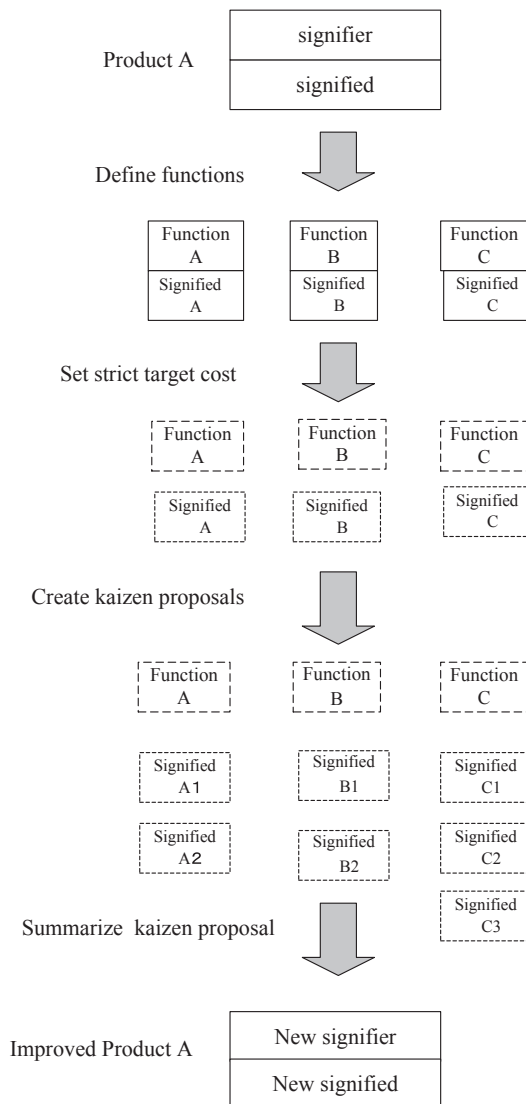 signifier
Product A
signified
Define functions
Function
A
Function
B
Function
C
Signified
A
Signified
B
Signified
C
Set strict target cost
Function
A
Function
B
Function
C
Signified
A
Signified
B
Signified
C
Create kaizen proposals
Function
A
Function
B
Function
C
Signified
A1
Signified
B1
Signified
C1
Signified
A2
Signified
B2
Signified
C2
Signified
C3
Summarize kaizen proposal
New signifier
Improved Product A
New signified